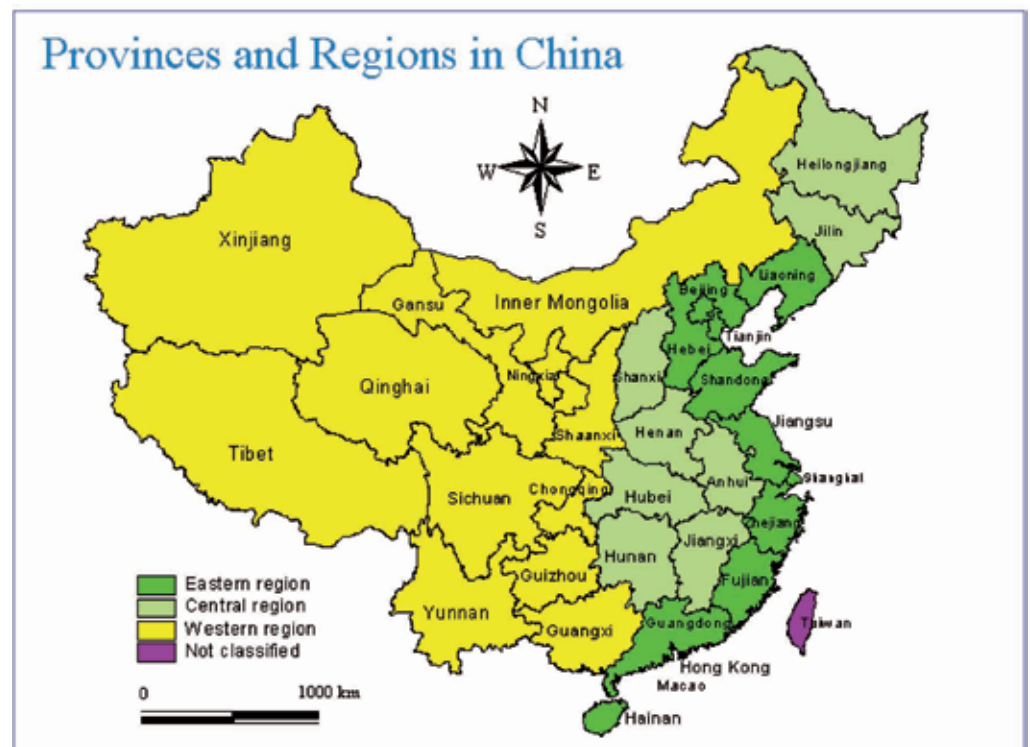 Provinces and Regions in China
N
W E
S
Heilongjiang
Jilin
Xinjiang
Liaoning
Beijing
Gansu
Inner Mongolia
Tianjin
Hebei
Ningxia
Shanxi
Shandong
Qinghai
Jiangsu
Shaanxi
Henan
Tibet
Shanghai
Anhui
Chongqing
Sichuan
Hubei
Zhejiang
Jiangxi
Hunan
Guizhou
Fujian
Eastern region
Central region
Yunnan
Guangxi
Guangdong
Taiwan
Western region
Not classified
Hong Kong
Macao
0 1000 km
Hainan